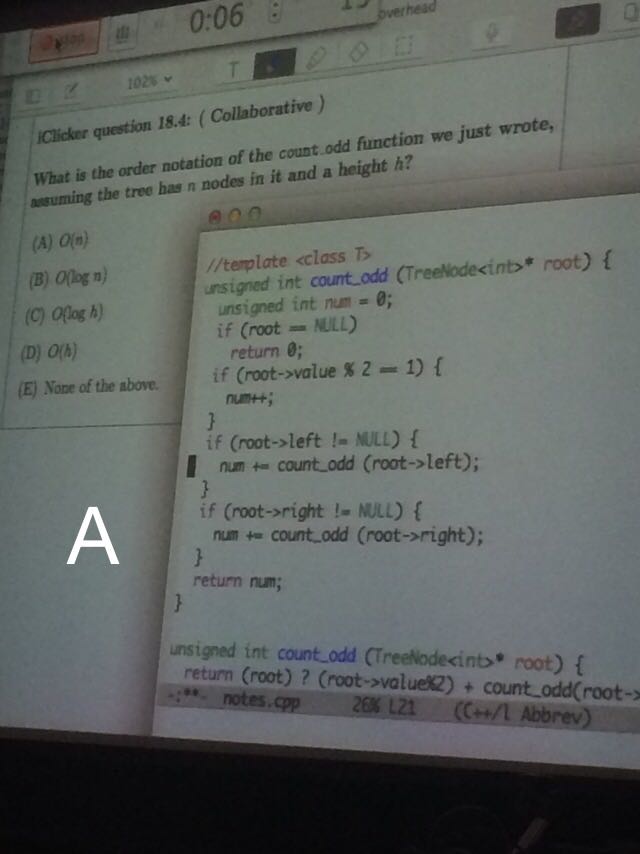 0:06
overhead
102%
T
iClicker question 18.4: ( Collaborative )
What is the order notation of the count_odd function we just wrote,
assuming the tree has n nodes in it and a height h?
(A) O(n)
(B) O(log n)
(C) O(log h)
(D) O(h)
(E) None of the above.
//template <class T>
unsigned int count_odd (TreeNode<int>* root) {
unsigned int num = 0;
if (root == NULL)
return 0;
if (root->value % 2 == 1) {
num++;
}
if (root->left != NULL) {
num += count_odd (root->left);
}
if (root->right != NULL) {
num += count_odd (root->right);
}
return num;
}
unsigned int count_odd (TreeNode<int>* root) {
return (root) ? (root->value%2) + count_odd(root->
-:**- notes.cpp 26% L21 (C++/l Abbrev)
A